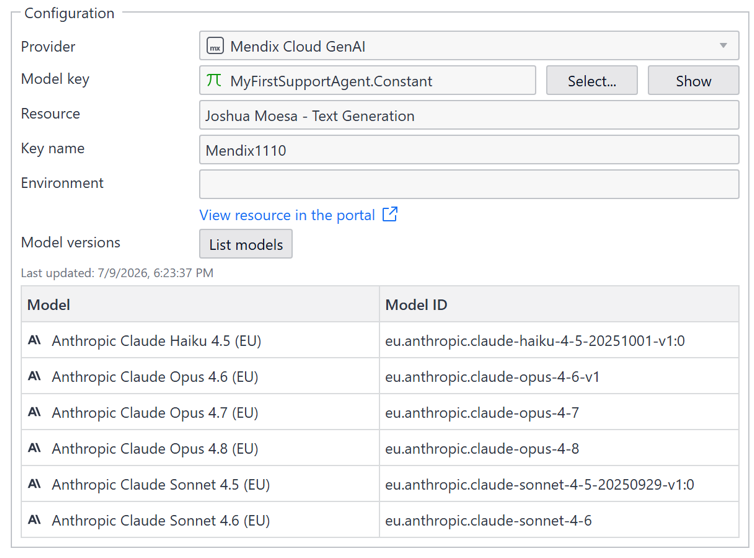 Configuration
Provider
mx Mendix Cloud GenAI
Model key
MyFirstSupportAgent.Constant
Select...
Show
Resource
Joshua Moesa - Text Generation
Key name
Mendix1110
Environment
View resource in the portal
Model versions
List models
Last updated: 7/9/2026, 6:23:37 PM
Model Model ID
Anthropic Claude Haiku 4.5 (EU) eu.anthropic.claude-haiku-4-5-20251001-v1:0
Anthropic Claude Opus 4.6 (EU) eu.anthropic.claude-opus-4-6-v1
Anthropic Claude Opus 4.7 (EU) eu.anthropic.claude-opus-4-7
Anthropic Claude Opus 4.8 (EU) eu.anthropic.claude-opus-4-8
Anthropic Claude Sonnet 4.5 (EU) eu.anthropic.claude-sonnet-4-5-20250929-v1:0
Anthropic Claude Sonnet 4.6 (EU) eu.anthropic.claude-sonnet-4-6